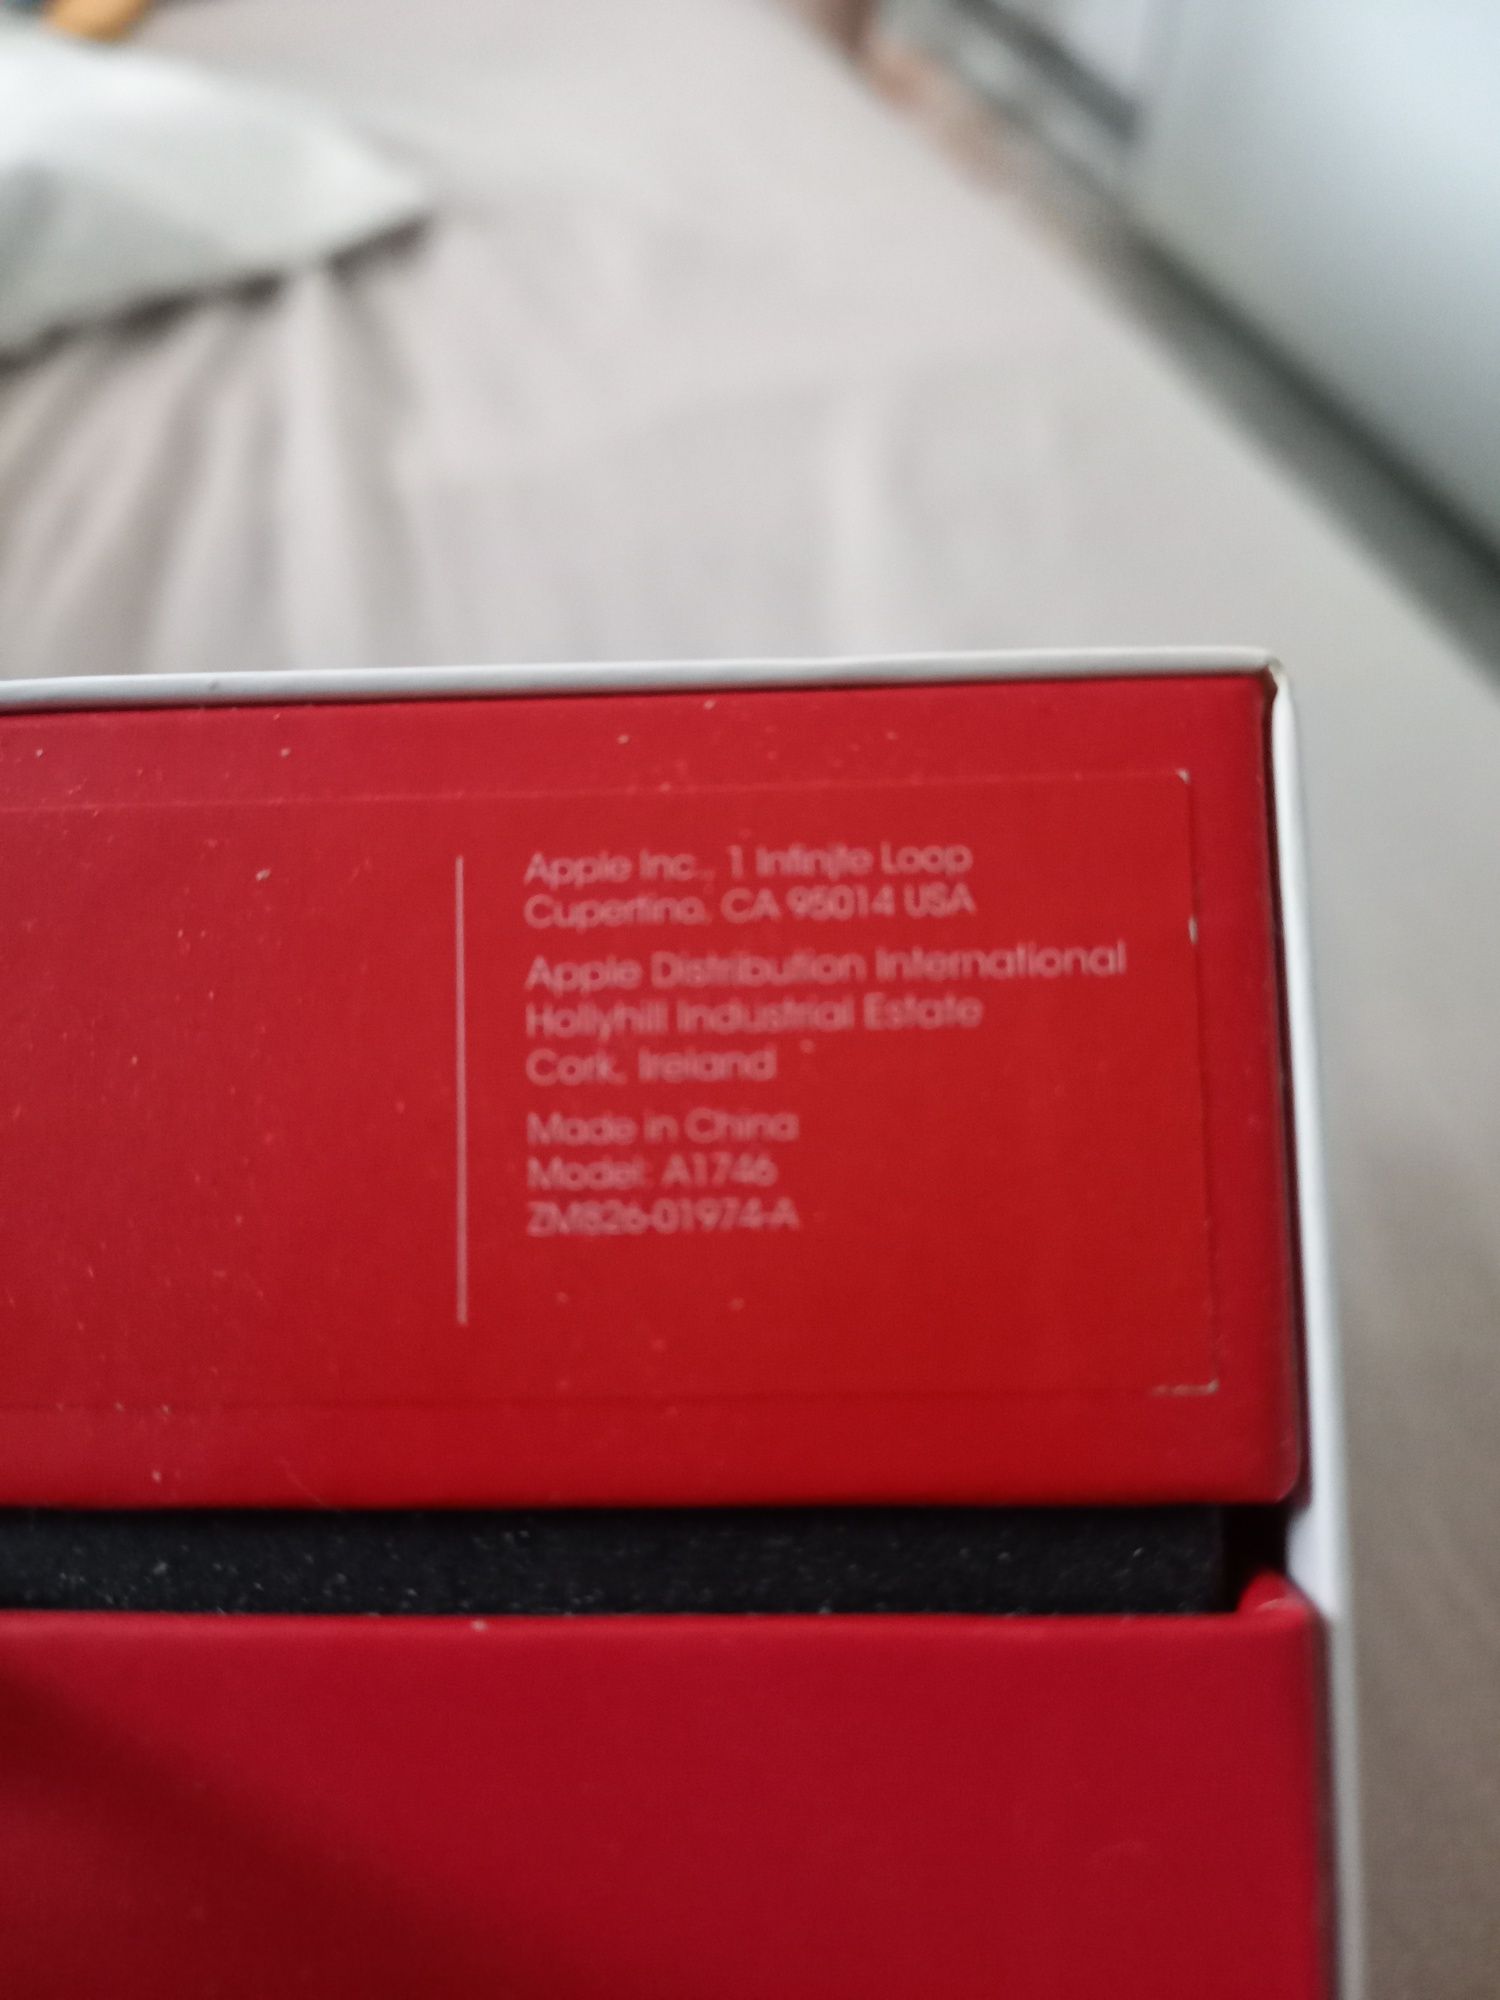 Apple Inc., 1 Infinite Loop
Cupertino, CA 95014 USA
Apple Distribution International
Hollyhill Industrial Estate
Cork, Ireland
Made in China
Model: A1746
ZM826-01974-A